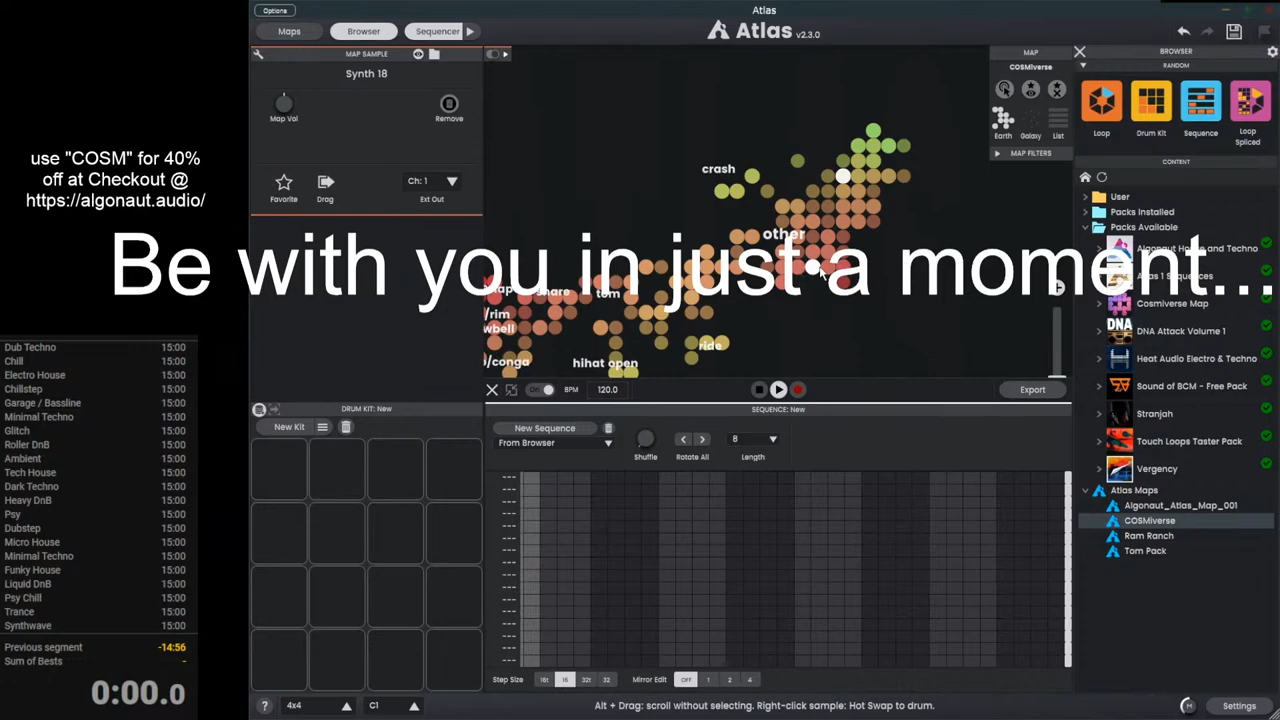 Options
Atlas
Maps
Browser
Sequencer
Atlas v2.3.0
MAP SAMPLE
Synth 18
Map Vol
Remove
Favorite
Drag
Ch: 1
Ext Out
use "COSM" for 40%
off at Checkout @
https://algonaut.audio/
Be with you in just a moment...
crash
other
tom
ride
hihat open
MAP
COSMiverse
Earth
Galaxy
List
MAP FILTERS
BROWSER
RANDOM
Loop
Drum Kit
Sequence
Loop
Spliced
CONTENT
User
Packs Installed
Packs Available
Cosmiverse Map
DNA
DNA Attack Volume 1
Heat Audio Electro & Techno
Sound of BCM - Free Pack
Stranjah
Touch Loops Taster Pack
Vergency
Atlas Maps
Algonaut_Atlas_Map_001
COSMiverse
Ram Ranch
Tom Pack
On
BPM
120.0
Export
DRUM KIT: New
New Kit
SEQUENCE: New
New Sequence
From Browser
Shuffle
Rotate All
8
Length
Step Size
16t
16
32t
32
Mirror Edit
OFF
1
2
4
?
4x4
C1
Alt + Drag: scroll without selecting. Right-click sample: Hot Swap to drum.
Settings
Dub Techno 15:00
Chill 15:00
Electro House 15:00
Chillstep 15:00
Garage / Bassline 15:00
Minimal Techno 15:00
Glitch 15:00
Roller DnB 15:00
Ambient 15:00
Tech House 15:00
Dark Techno 15:00
Heavy DnB 15:00
Psy 15:00
Dubstep 15:00
Micro House 15:00
Minimal Techno 15:00
Funky House 15:00
Liquid DnB 15:00
Psy Chill 15:00
Trance 15:00
Synthwave 15:00
Previous segment -14:56
Sum of Bests -
0:00.0